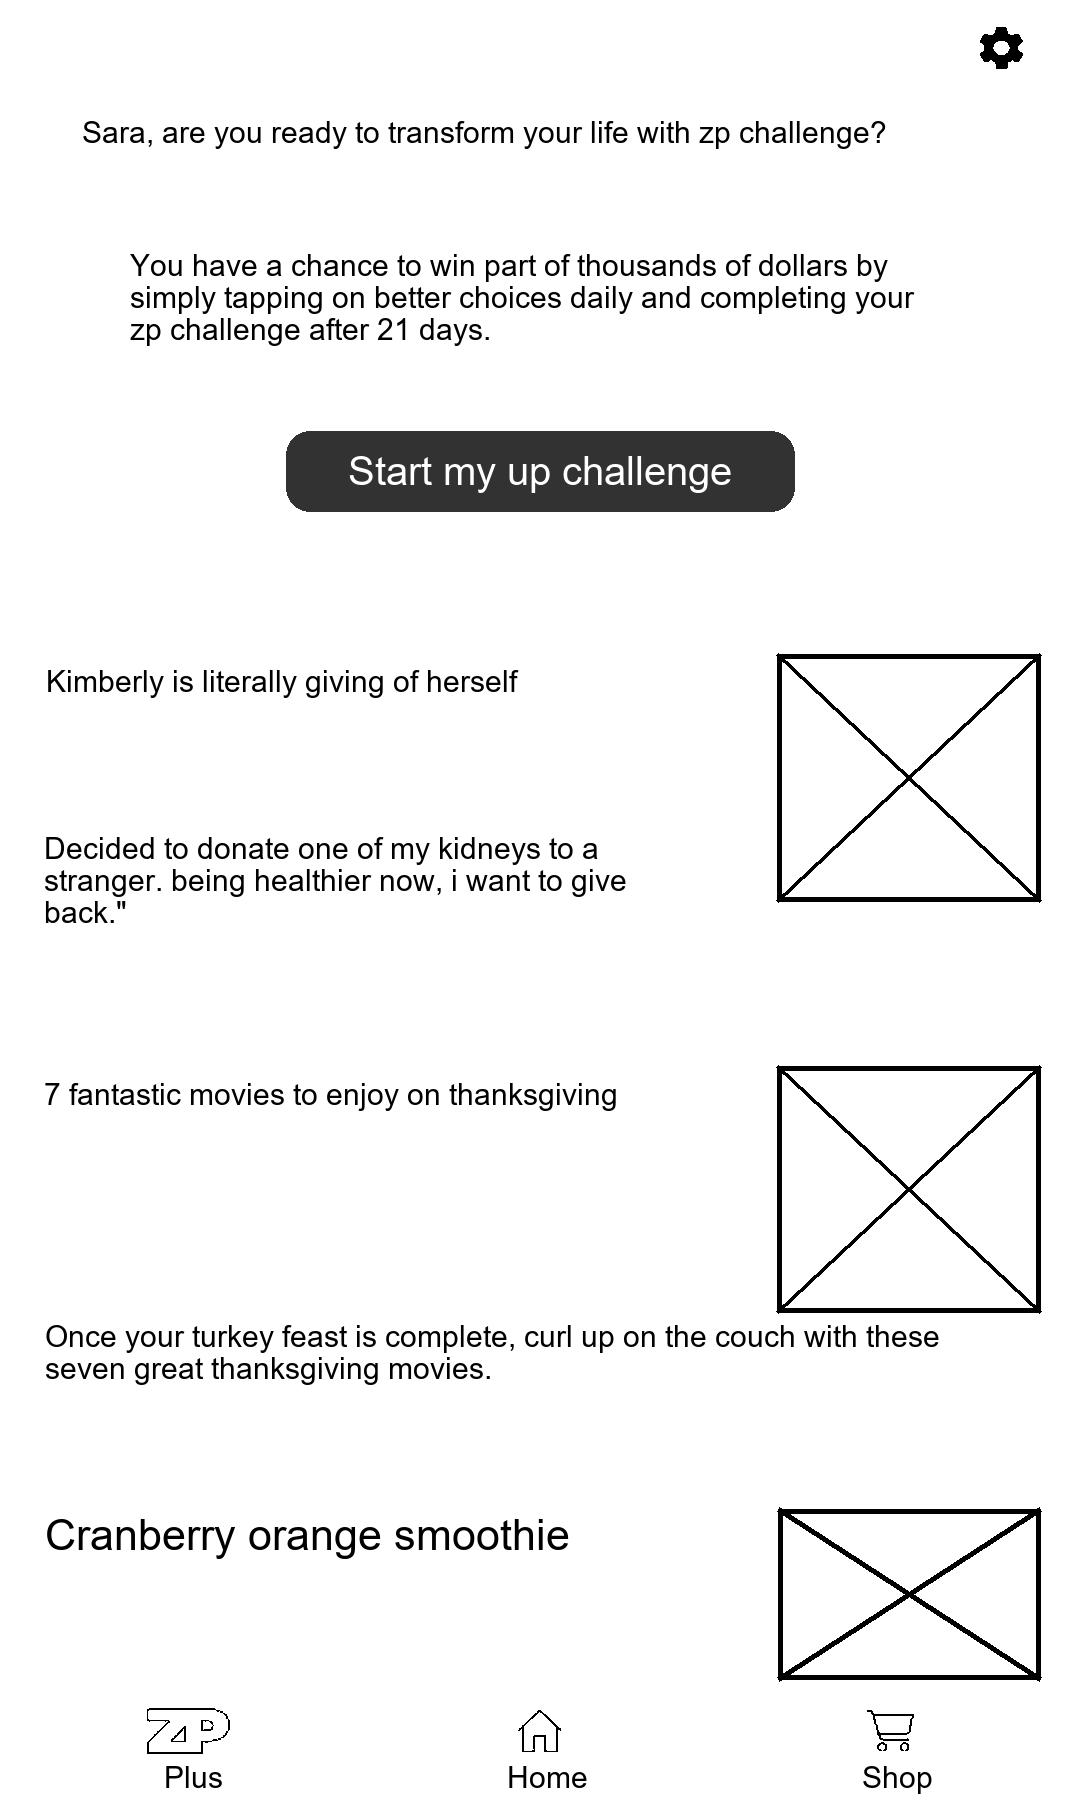 Sara, are you ready to transform your life with zp challenge?
You have a chance to win part of thousands of dollars by
simply tapping on better choices daily and completing your
zp challenge after 21 days.
Start my up challenge
Kimberly is literally giving of herself
Decided to donate one of my kidneys to a
stranger. being healthier now, i want to give
back."
7 fantastic movies to enjoy on thanksgiving
Once your turkey feast is complete, curl up on the couch with these
seven great thanksgiving movies.
Cranberry orange smoothie
ZP
Plus
Home
Shop